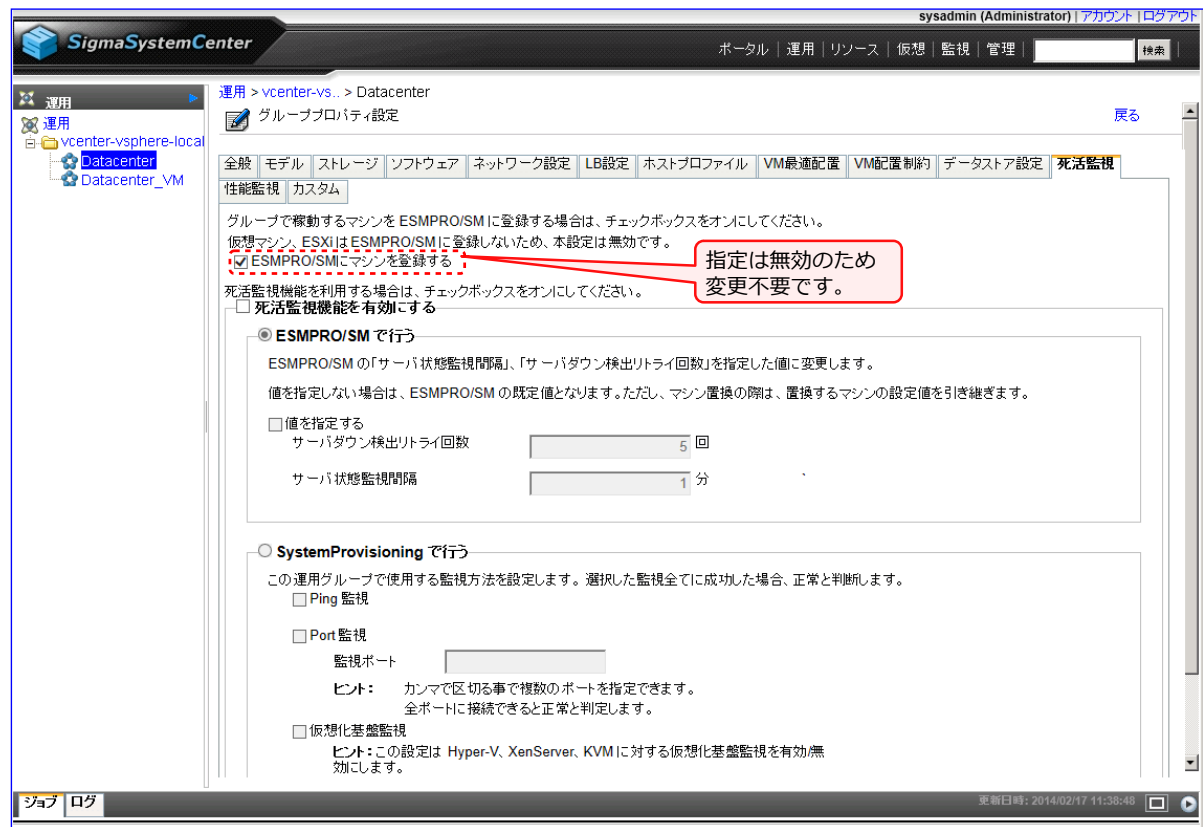 sysadmin (Administrator) | アカウント | ログアウト
SigmaSystemCenter
ポータル | 運用 | リソース | 仮想 | 監視 | 管理 |
検索
運用
運用
vcenter-vsphere-local
Datacenter
Datacenter_VM
運用 > vcenter-vs.. > Datacenter
グループプロパティ設定
戻る
全般 モデル ストレージ ソフトウェア ネットワーク設定 LB設定 ホストプロファイル VM最適配置 VM配置制約 データストア設定 死活監視
性能監視 カスタム
グループで稼動するマシンを ESMPRO/SM に登録する場合は、チェックボックスをオンにしてください。
仮想マシン、ESXi は ESMPRO/SM に登録しないため、本設定は無効です。
ESMPRO/SMにマシンを登録する
指定は無効のため
変更不要です。
死活監視機能を利用する場合は、チェックボックスをオンにしてください。
死活監視機能を有効にする
ESMPRO/SM で行う
ESMPRO/SM の「サーバ状態監視間隔」、「サーバダウン検出リトライ回数」を指定した値に変更します。
値を指定しない場合は、ESMPRO/SM の既定値となります。ただし、マシン置換の際は、置換するマシンの設定値を引き継ぎます。
値を指定する
サーバダウン検出リトライ回数 5 回
サーバ状態監視間隔 1 分
SystemProvisioning で行う
この運用グループで使用する監視方法を設定します。選択した監視全てに成功した場合、正常と判断します。
Ping 監視
Port 監視
監視ポート
ヒント： カンマで区切る事で複数のポートを指定できます。
全ポートに接続できると正常と判定します。
仮想化基盤監視
ヒント：この設定は Hyper-V、XenServer、KVM に対する仮想化基盤監視を有効/無
効にします。
ジョブ ログ
更新日時: 2014/02/17 11:38:48